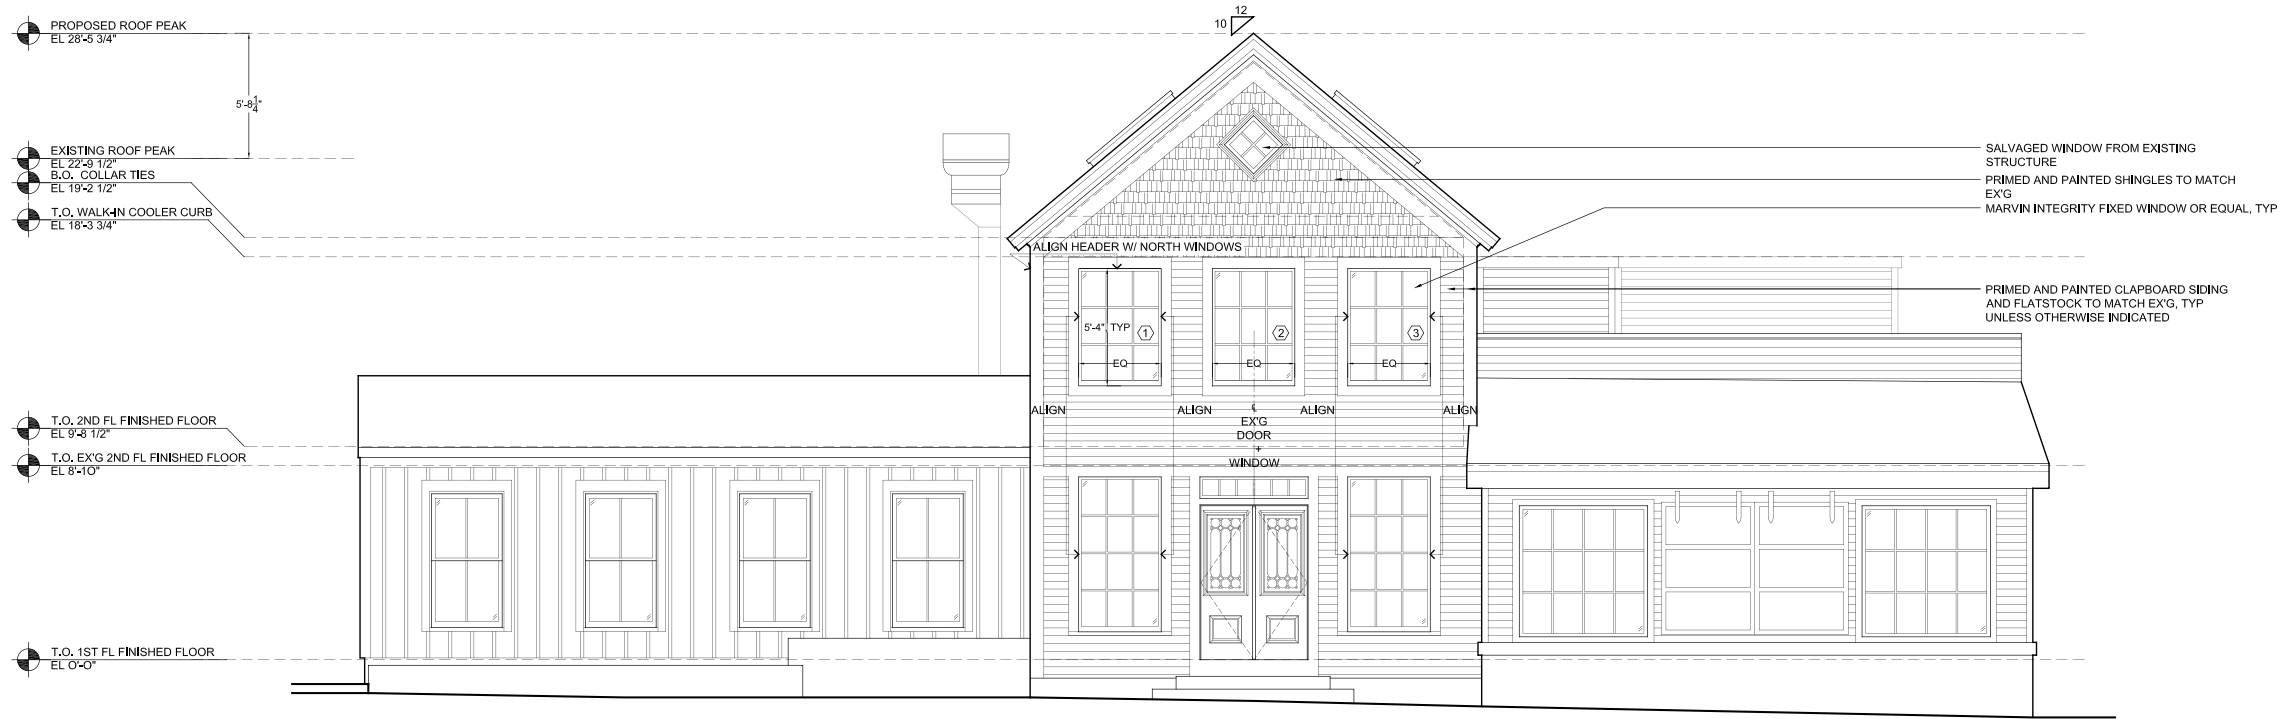 PROPOSED ROOF PEAK
EL 28'-5 3/4"
5'-8 1/4"
EXISTING ROOF PEAK
EL 22'-9 1/2"
B.O. COLLAR TIES
EL 19'-2 1/2"
T.O. WALK-IN COOLER CURB
EL 18'-3 3/4"
T.O. 2ND FL FINISHED FLOOR
EL 9'-8 1/2"
T.O. EX'G 2ND FL FINISHED FLOOR
EL 8'-10"
T.O. 1ST FL FINISHED FLOOR
EL 0'-0"
12
10
ALIGN HEADER W/ NORTH WINDOWS
5'-4", TYP
1
2
3
EQ
EQ
EQ
ALIGN
ALIGN
ALIGN
ALIGN
℄
EX'G
DOOR
+
WINDOW
SALVAGED WINDOW FROM EXISTING
STRUCTURE
PRIMED AND PAINTED SHINGLES TO MATCH
EX'G
MARVIN INTEGRITY FIXED WINDOW OR EQUAL, TYP
PRIMED AND PAINTED CLAPBOARD SIDING
AND FLATSTOCK TO MATCH EX'G, TYP
UNLESS OTHERWISE INDICATED